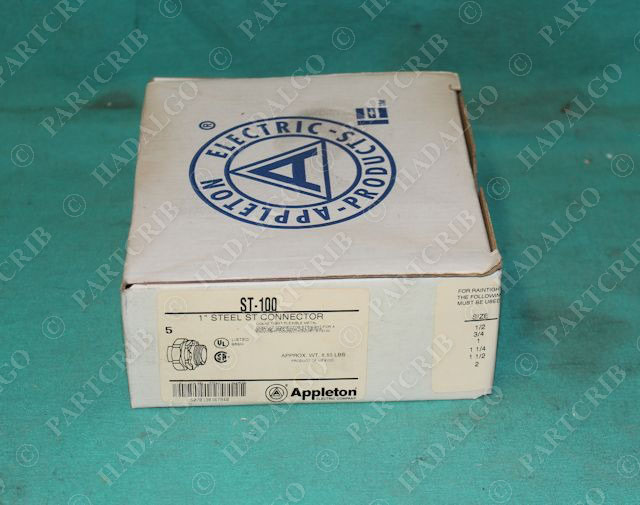 APPLETON-ELECTRIC-PRODUCTS-
®
A
ST-100
1" STEEL ST CONNECTOR
5
UL
LISTED
APPROX. WT.
LBS
Appleton
ELECTRIC COMPANY
FOR RAINTIGHT
THE FOLLOWING
MUST BE USED
SIZE
1/2
3/4
1
1 1/4
1 1/2
2
PARTCRIB
HADALGO